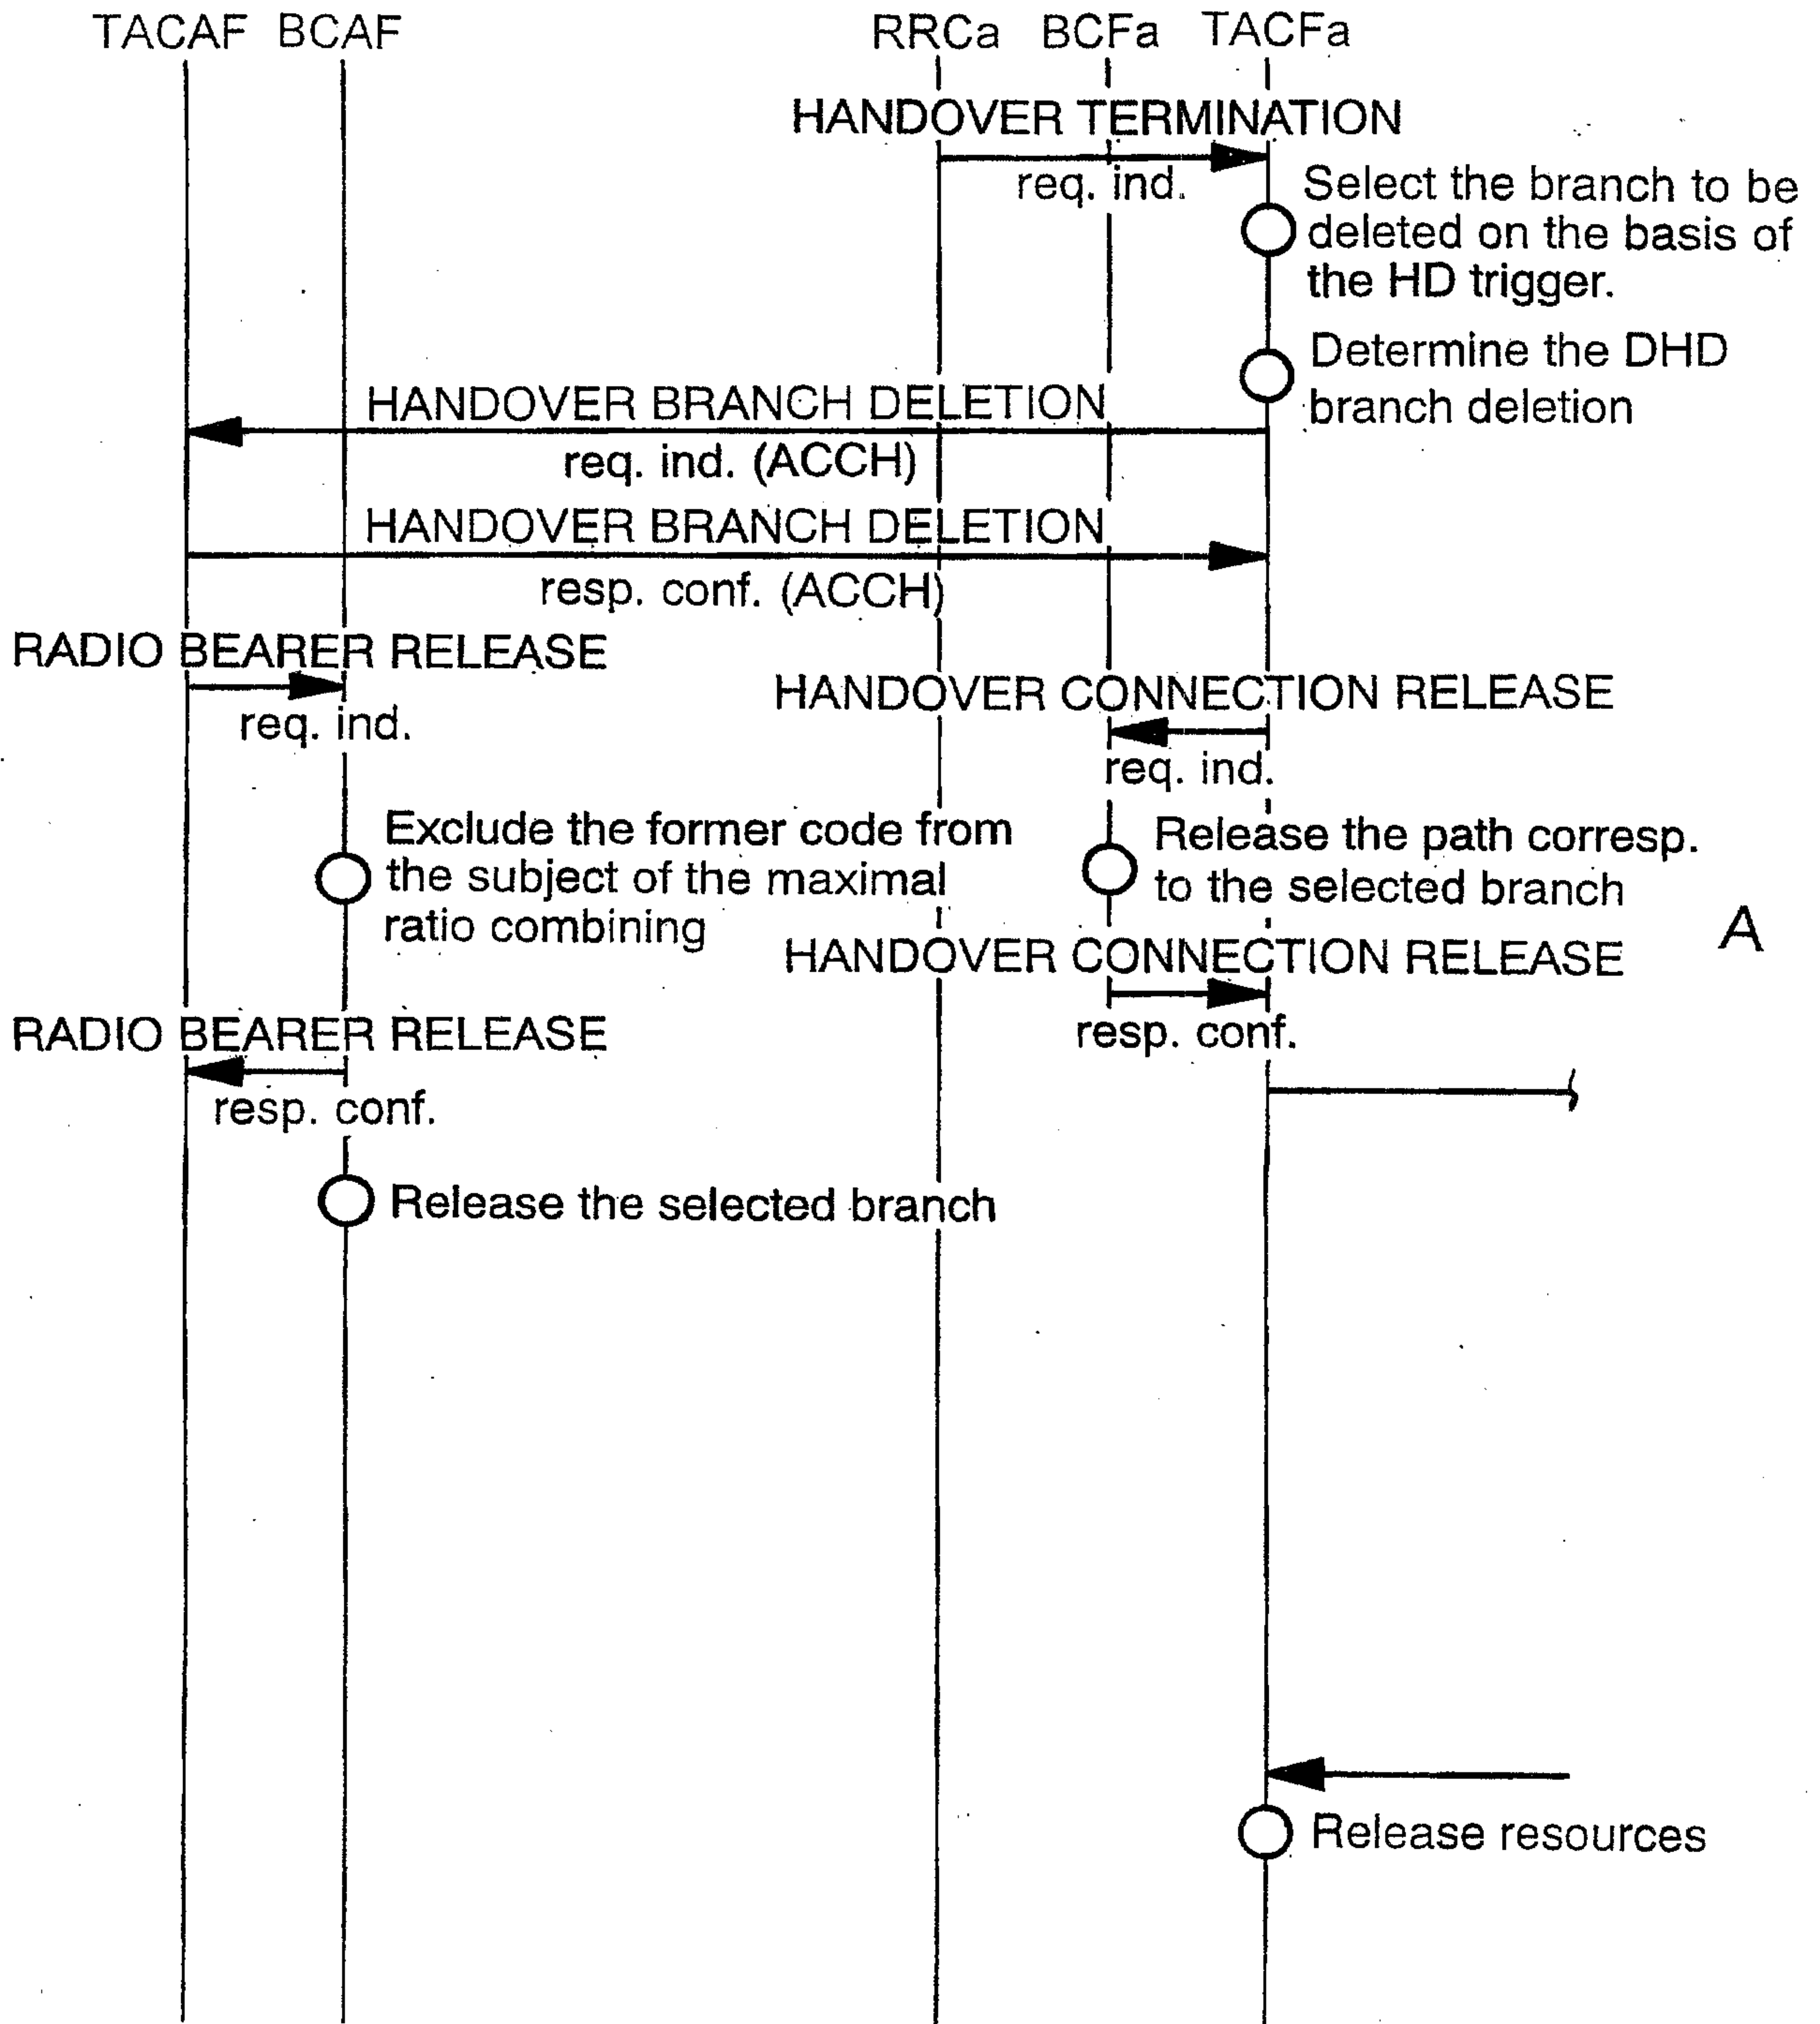 TACAF BCAF RRCa BCFa TACFa
HANDOVER TERMINATION
req. ind.
Select the branch to be
deleted on the basis of
the HD trigger.
Determine the DHD
branch deletion
HANDOVER BRANCH DELETION
req. ind. (ACCH)
HANDOVER BRANCH DELETION
resp. conf. (ACCH)
RADIO BEARER RELEASE
req. ind.
HANDOVER CONNECTION RELEASE
req. ind.
Exclude the former code from
the subject of the maximal
ratio combining
Release the path corresp.
to the selected branch
A
HANDOVER CONNECTION RELEASE
resp. conf.
RADIO BEARER RELEASE
resp. conf.
Release the selected branch
Release resources